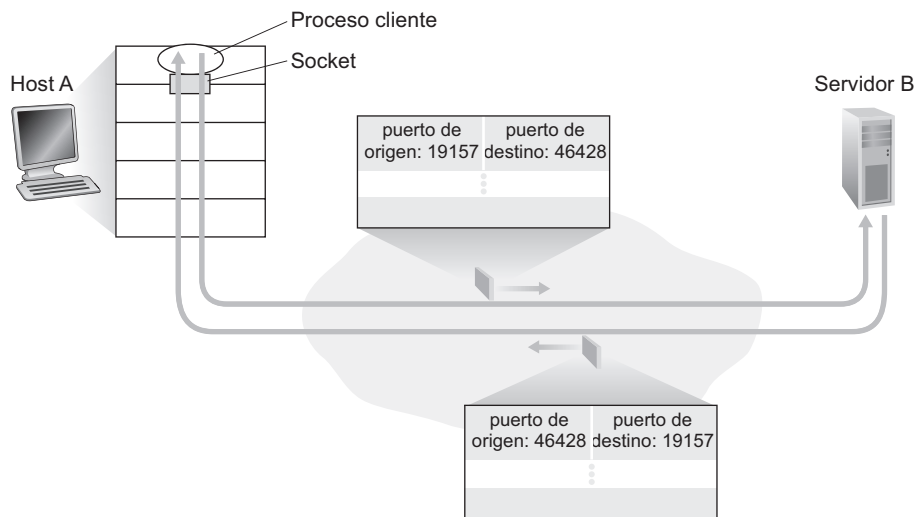 Proceso cliente
Socket
Host A
Servidor B
puerto de
origen: 19157
puerto de
destino: 46428
puerto de
origen: 46428
puerto de
destino: 19157